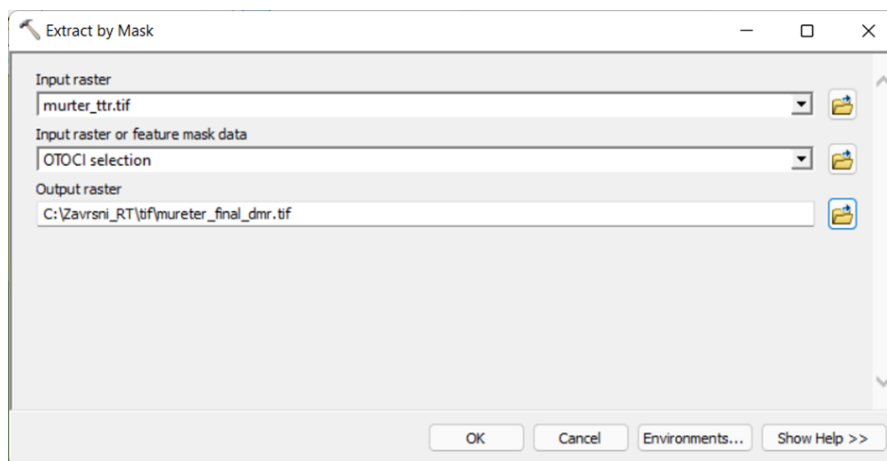 Extract by Mask
Input raster
murter_ttr.tif
Input raster or feature mask data
OTOCI selection
Output raster
C:\Zavrsni_RT\tif\mureter_final_dmr.tif
OK Cancel Environments... Show Help >>